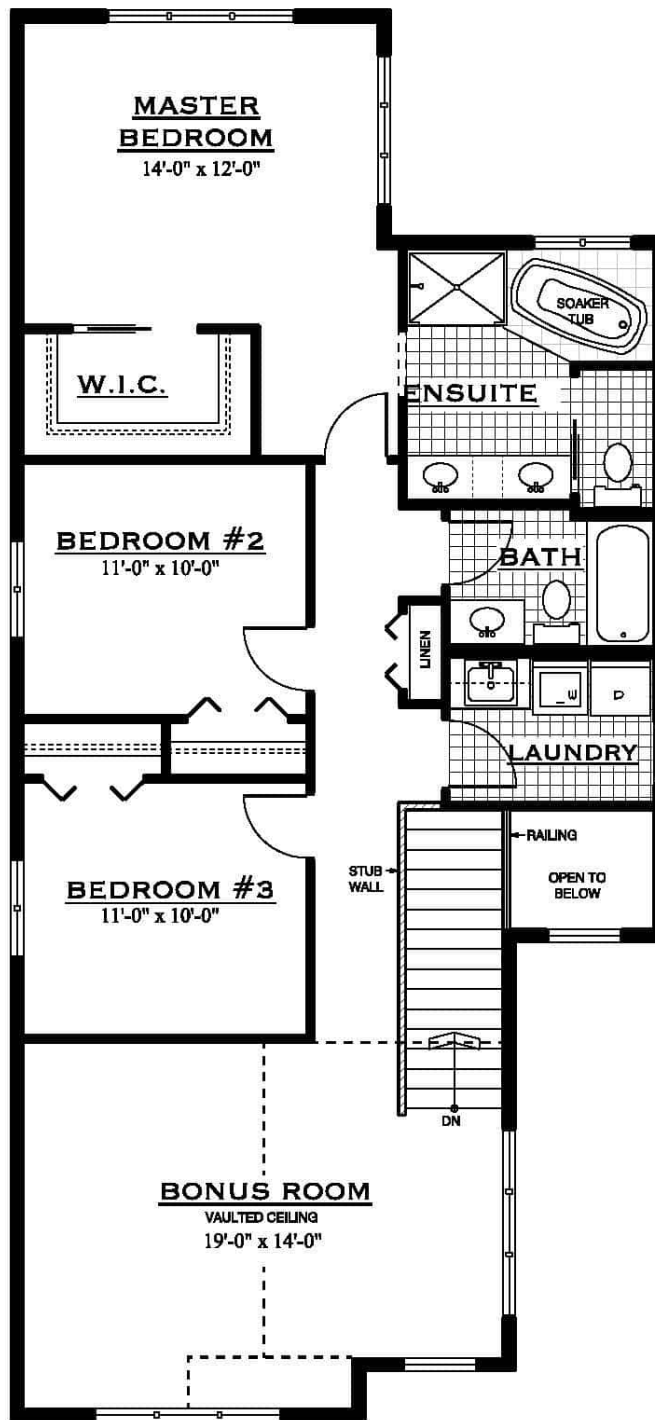 MASTER
BEDROOM
14'-0" x 12'-0"
SOAKER
TUB
W.I.C.
ENSUITE
BEDROOM #2
11'-0" x 10'-0"
BATH
LINEN
W
D
LAUNDRY
RAILING
STUB
WALL
OPEN TO
BELOW
BEDROOM #3
11'-0" x 10'-0"
DN
BONUS ROOM
VAULTED CEILING
19'-0" x 14'-0"